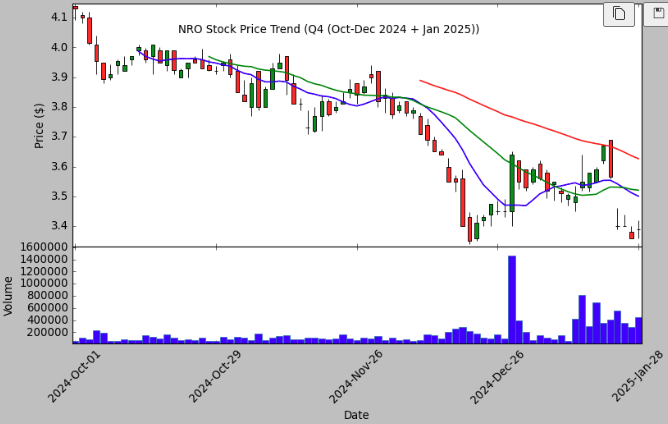 NRO Stock Price Trend (Q4 (Oct-Dec 2024 + Jan 2025))
Price ($)
4.1
4.0
3.9
3.8
3.7
3.6
3.5
3.4
Volume
1600000
1400000
1200000
1000000
800000
600000
400000
200000
2024-Oct-01
2024-Oct-29
2024-Nov-26
2024-Dec-26
2025-Jan-28
Date